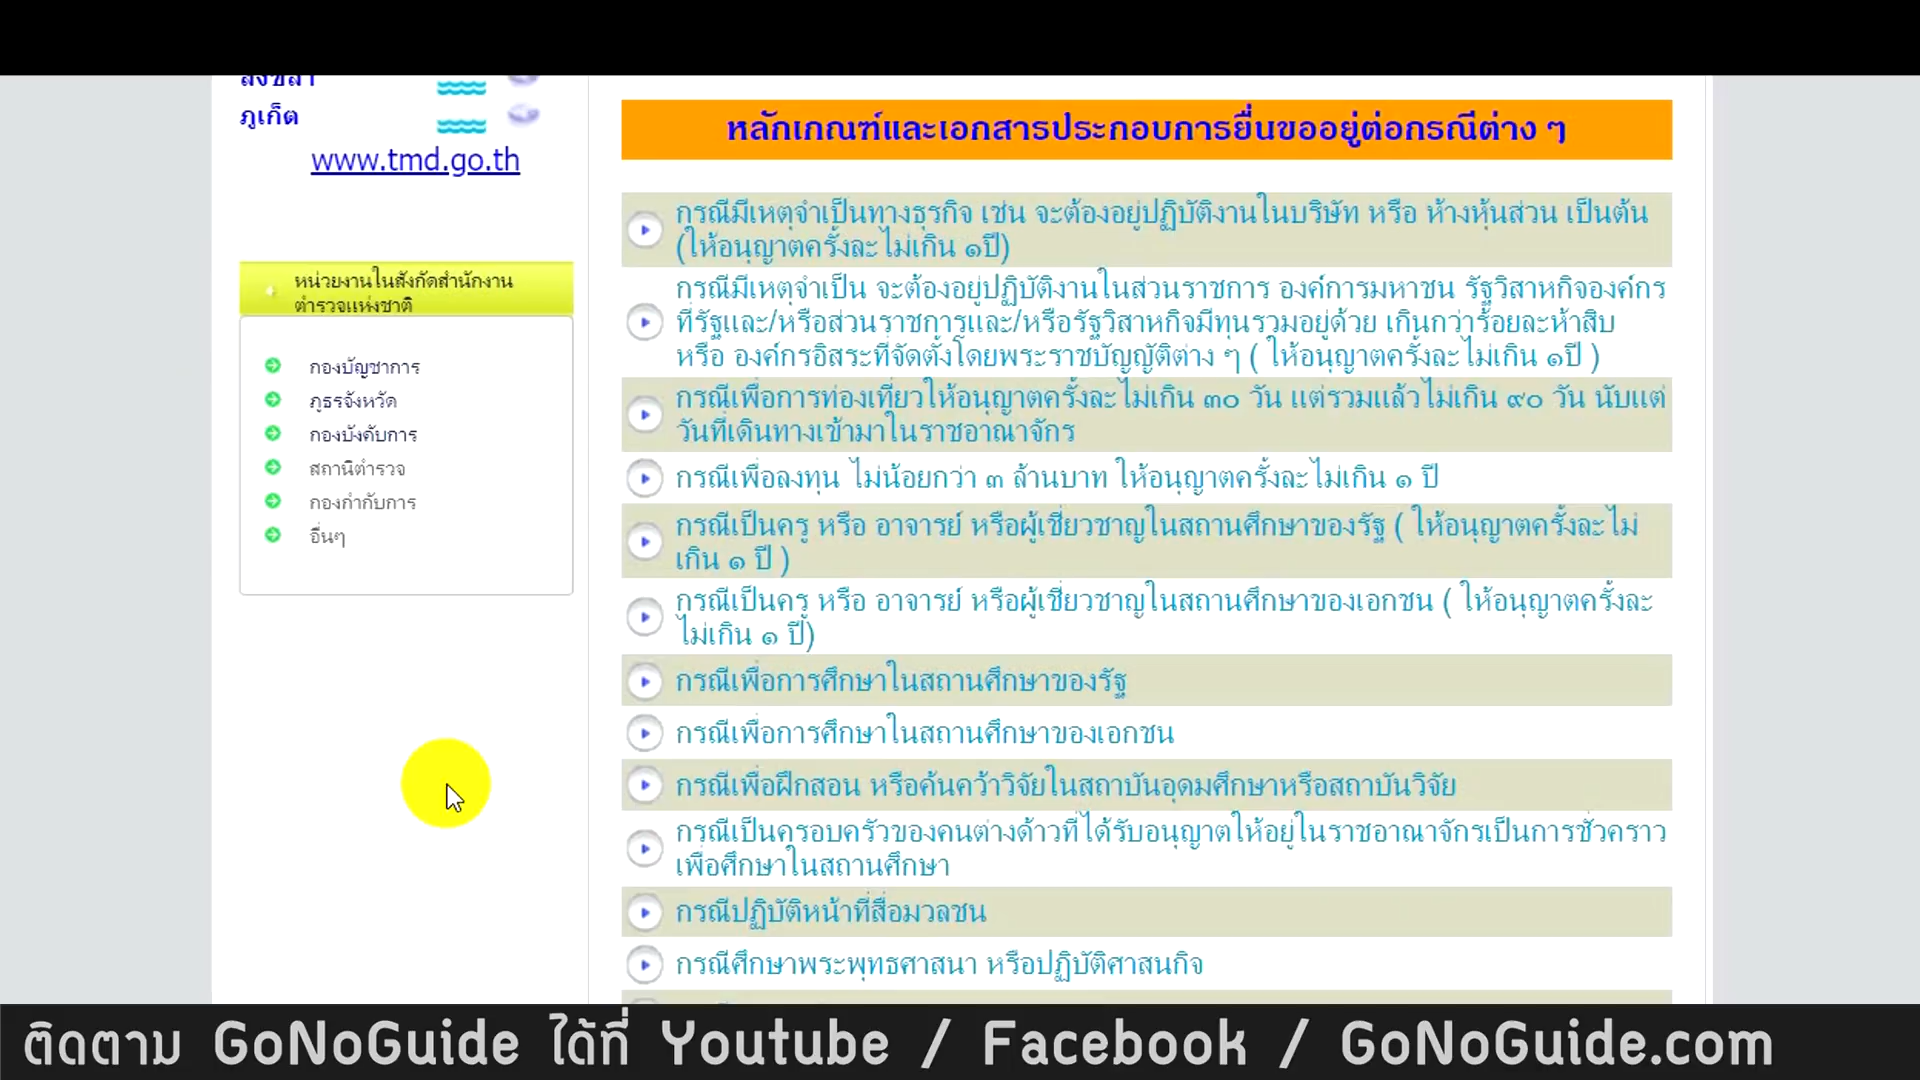 ภูเก็ต
www.tmd.go.th
หน่วยงานในสังกัดสำนักงาน
ตำรวจแห่งชาติ
กองบัญชาการ
ภูธรจังหวัด
กองบังคับการ
สถานีตำรวจ
กองกำกับการ
อื่นๆ
หลักเกณฑ์และเอกสารประกอบการยื่นขออยู่ต่อกรณีต่าง ๆ
กรณีมีเหตุจำเป็นทางธุรกิจ เช่น จะต้องอยู่ปฏิบัติงานในบริษัท หรือ ห้างหุ้นส่วน เป็นต้น
(ให้อนุญาตครั้งละไม่เกิน ๑ปี)
กรณีมีเหตุจำเป็น จะต้องอยู่ปฏิบัติงานในส่วนราชการ องค์การมหาชน รัฐวิสาหกิจองค์กร
ที่รัฐและ/หรือส่วนราชการและ/หรือรัฐวิสาหกิจมีทุนรวมอยู่ด้วย เกินกว่าร้อยละห้าสิบ
หรือ องค์กรอิสระที่จัดตั้งโดยพระราชบัญญัติต่าง ๆ ( ให้อนุญาตครั้งละไม่เกิน ๑ปี )
กรณีเพื่อการท่องเที่ยวให้อนุญาตครั้งละไม่เกิน ๓๐ วัน แต่รวมแล้วไม่เกิน ๙๐ วัน นับแต่
วันที่เดินทางเข้ามาในราชอาณาจักร
กรณีเพื่อลงทุน ไม่น้อยกว่า ๓ ล้านบาท ให้อนุญาตครั้งละไม่เกิน ๑ ปี
กรณีเป็นครู หรือ อาจารย์ หรือผู้เชี่ยวชาญในสถานศึกษาของรัฐ ( ให้อนุญาตครั้งละไม่
เกิน ๑ ปี )
กรณีเป็นครู หรือ อาจารย์ หรือผู้เชี่ยวชาญในสถานศึกษาของเอกชน ( ให้อนุญาตครั้งละ
ไม่เกิน ๑ ปี)
กรณีเพื่อการศึกษาในสถานศึกษาของรัฐ
กรณีเพื่อการศึกษาในสถานศึกษาของเอกชน
กรณีเพื่อฝึกสอน หรือค้นคว้าวิจัยในสถาบันอุดมศึกษาหรือสถาบันวิจัย
กรณีเป็นครอบครัวของคนต่างด้าวที่ได้รับอนุญาตให้อยู่ในราชอาณาจักรเป็นการชั่วคราว
เพื่อศึกษาในสถานศึกษา
กรณีปฏิบัติหน้าที่สื่อมวลชน
กรณีศึกษาพระพุทธศาสนา หรือปฏิบัติศาสนกิจ
ติดตาม GoNoGuide ได้ที่ Youtube / Facebook / GoNoGuide.com